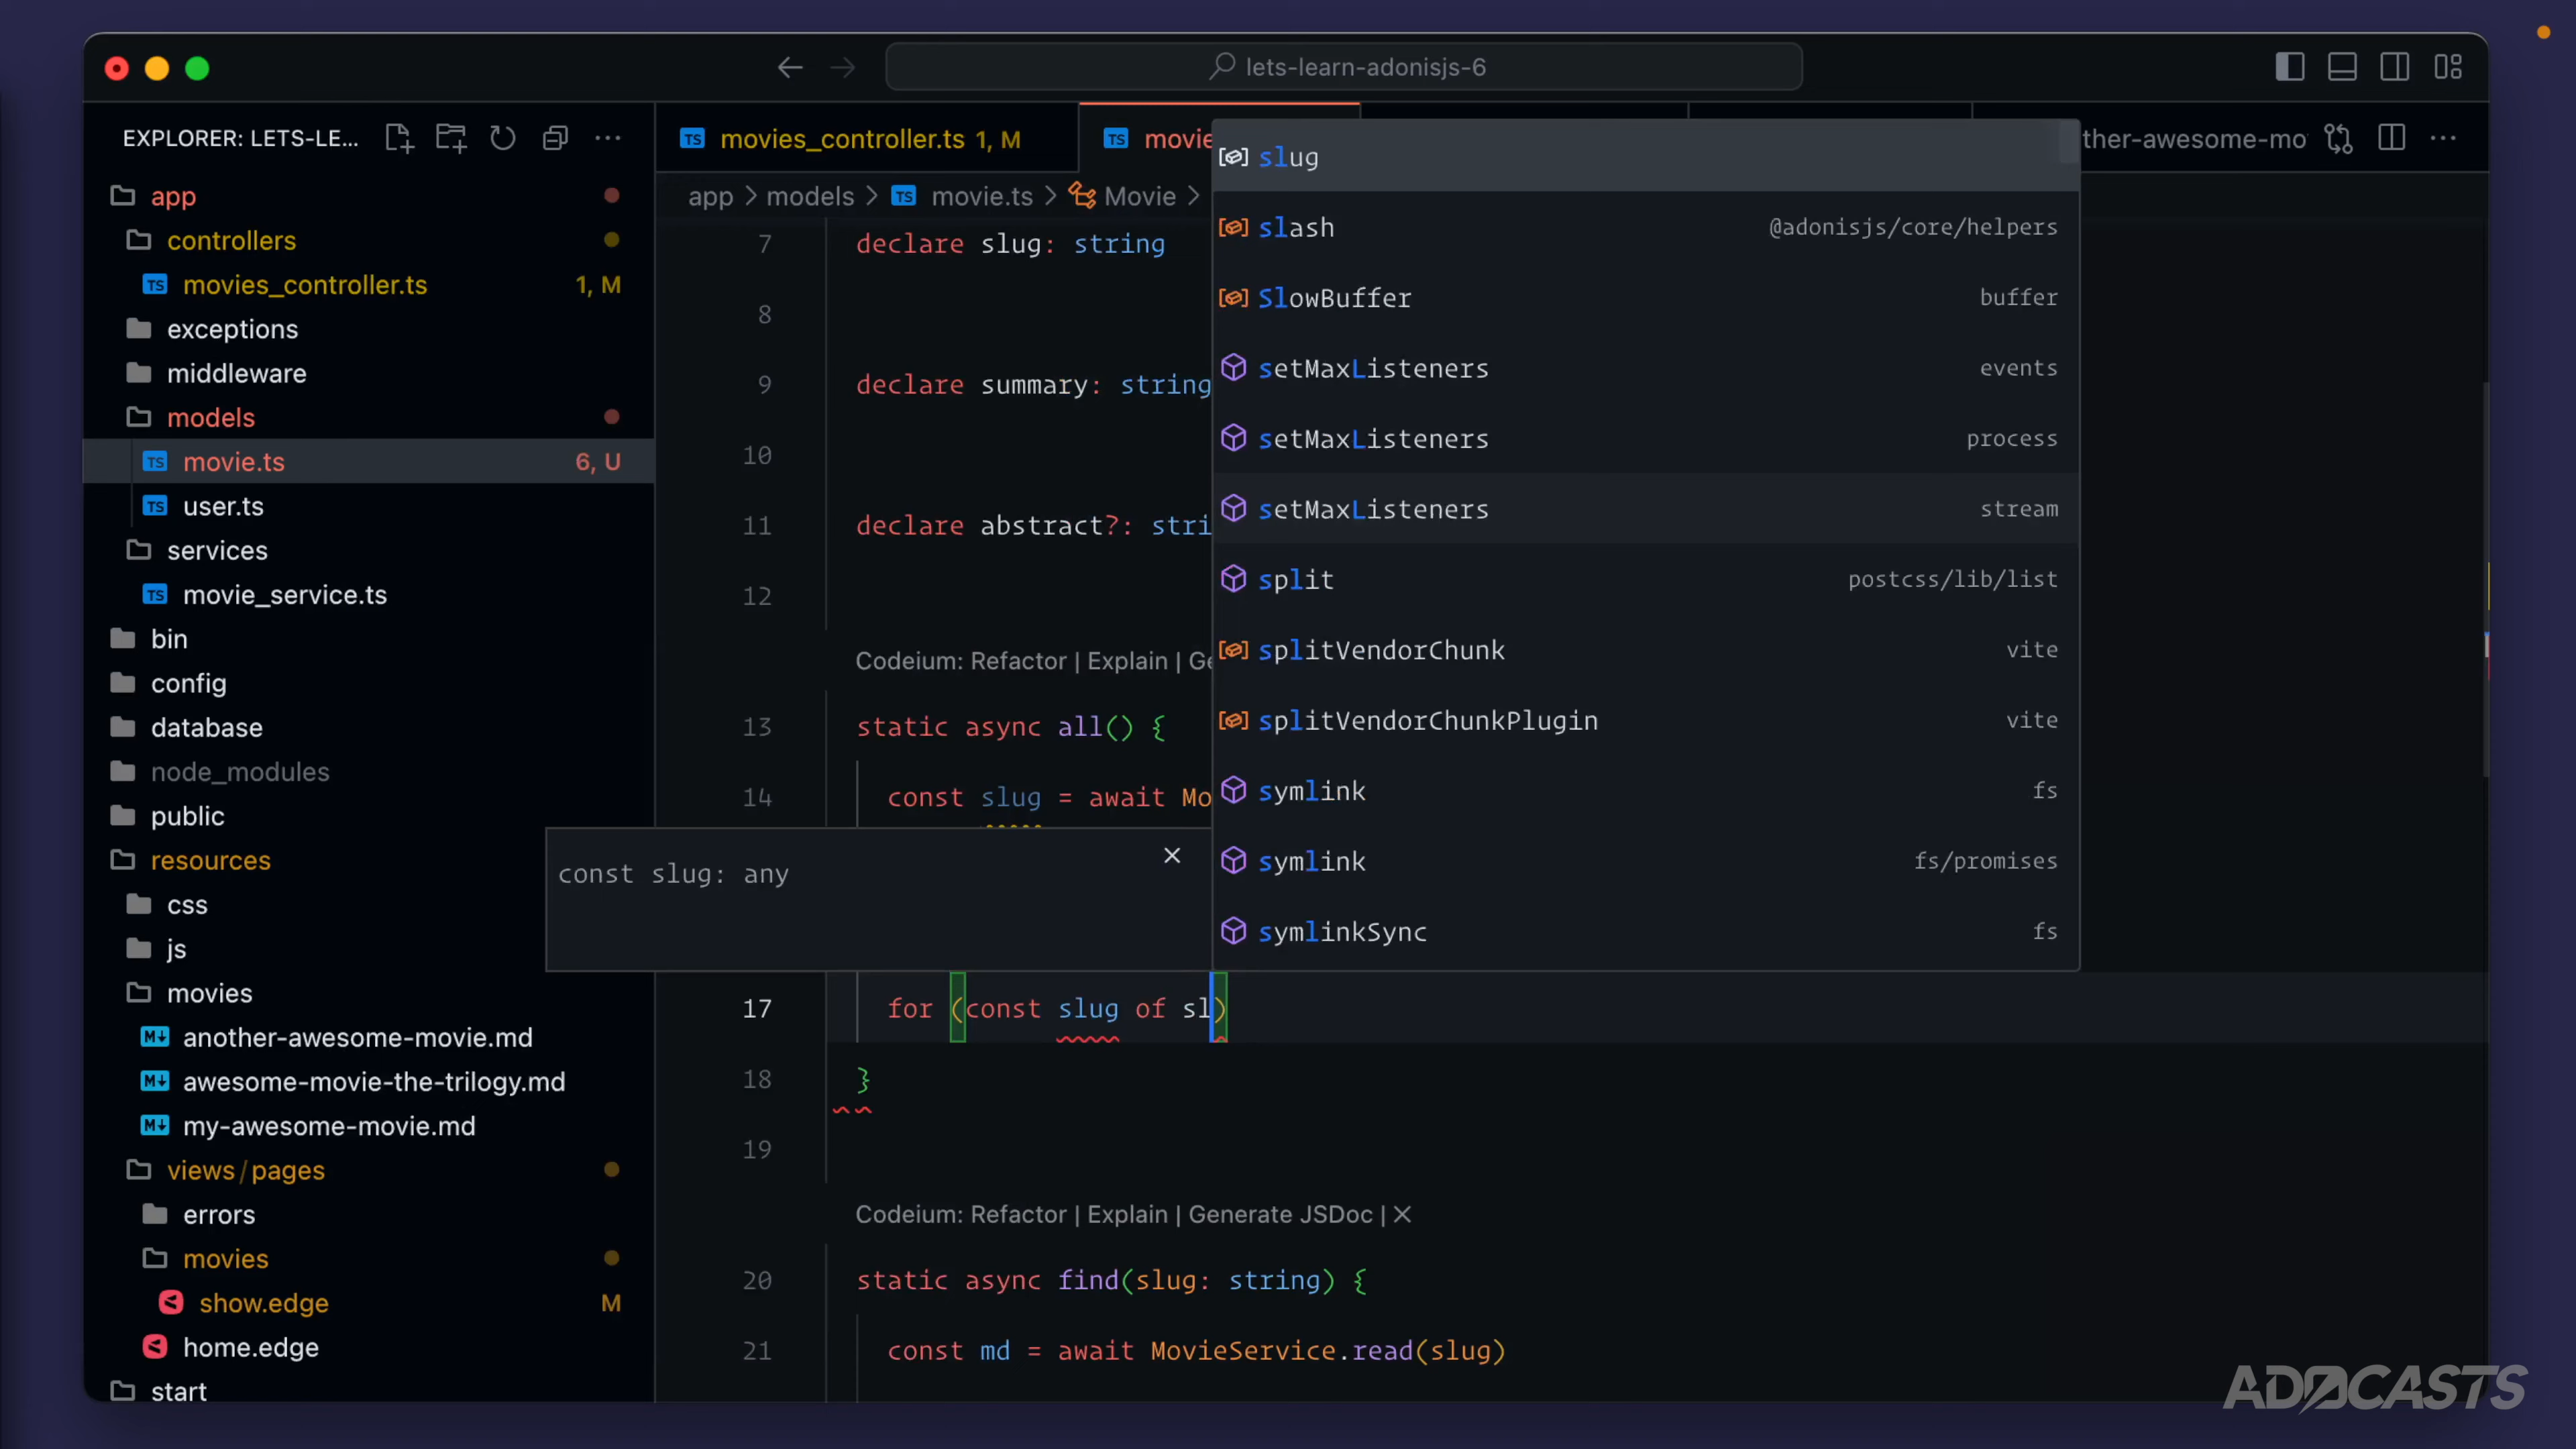 lets-learn-adonisjs-6
EXPLORER: LETS-LE...
app
controllers
movies_controller.ts 1, M
exceptions
middleware
models
movie.ts 6, U
user.ts
services
movie_service.ts
bin
config
database
node_modules
public
resources
css
js
movies
another-awesome-movie.md
awesome-movie-the-trilogy.md
my-awesome-movie.md
views/pages
errors
movies
show.edge M
home.edge
start
TS movies_controller.ts 1, M
TS movie
ther-awesome-mo
app > models > TS movie.ts > Movie >
7 declare slug: string
8
9 declare summary: string
10
11 declare abstract?: stri
12
Codeium: Refactor | Explain | Ge
13 static async all() {
14 const slug = await Mo
const slug: any
17 for (const slug of sl)
18 }
19
Codeium: Refactor | Explain | Generate JSDoc | ×
20 static async find(slug: string) {
21 const md = await MovieService.read(slug)
slug
slash @adonisjs/core/helpers
SlowBuffer buffer
setMaxListeners events
setMaxListeners process
setMaxListeners stream
split postcss/lib/list
splitVendorChunk vite
splitVendorChunkPlugin vite
symlink fs
symlink fs/promises
symlinkSync fs
ADOCASTS